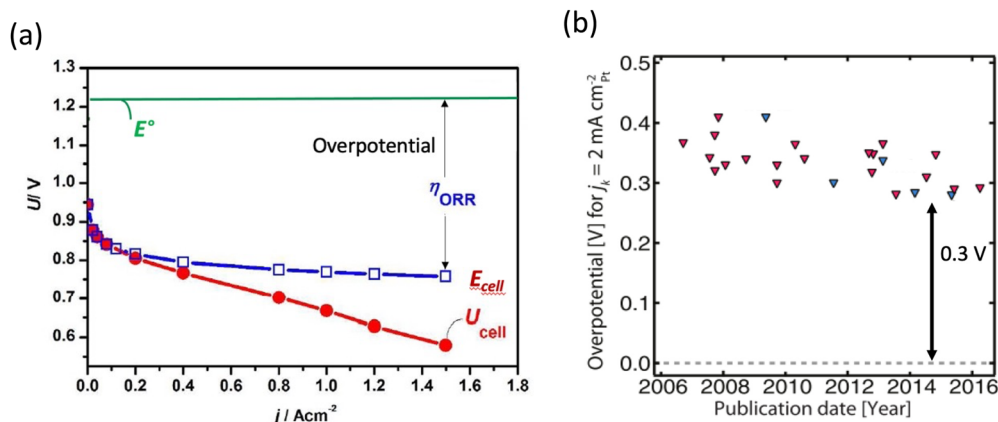 (a)
1.3
1.2
1.1
1.0
0.9
0.8
0.7
0.6
U/ V
E°
Overpotential
ηORR
Ecell
U cell
0.0 0.2 0.4 0.6 0.8 1.0 1.2 1.4 1.6 1.8
j / Acm-2
(b)
0.5
0.4
0.3
0.2
0.1
0.0
Overpotential [V] for jk = 2 mA cm-2Pt
0.3 V
2006 2008 2010 2012 2014 2016
Publication date [Year]